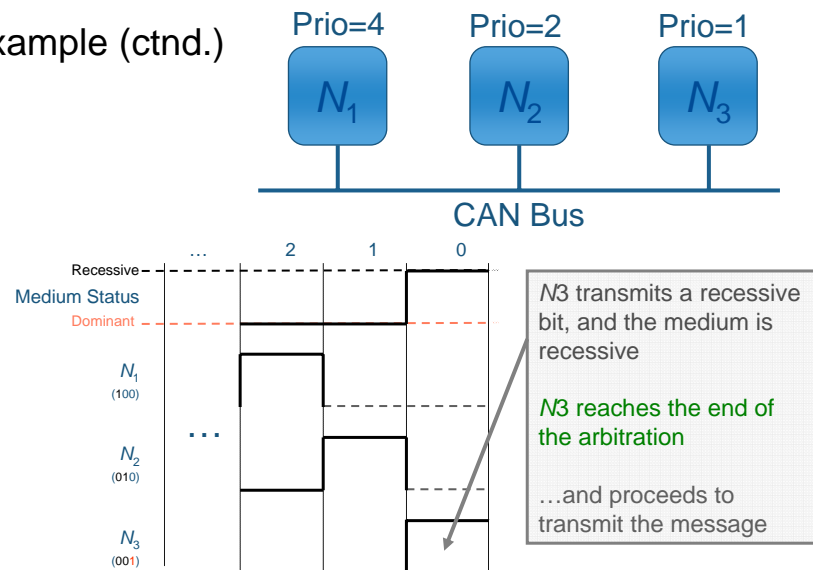 xample (ctnd.)
Prio=4 Prio=2 Prio=1
N1 N2 N3
CAN Bus
... 2 1 0
Recessive
Medium Status
Dominant
N1
(100)
...
N2
(010)
N3
(001)
N3 transmits a recessive
bit, and the medium is
recessive
N3 reaches the end of
the arbitration
…and proceeds to
transmit the message